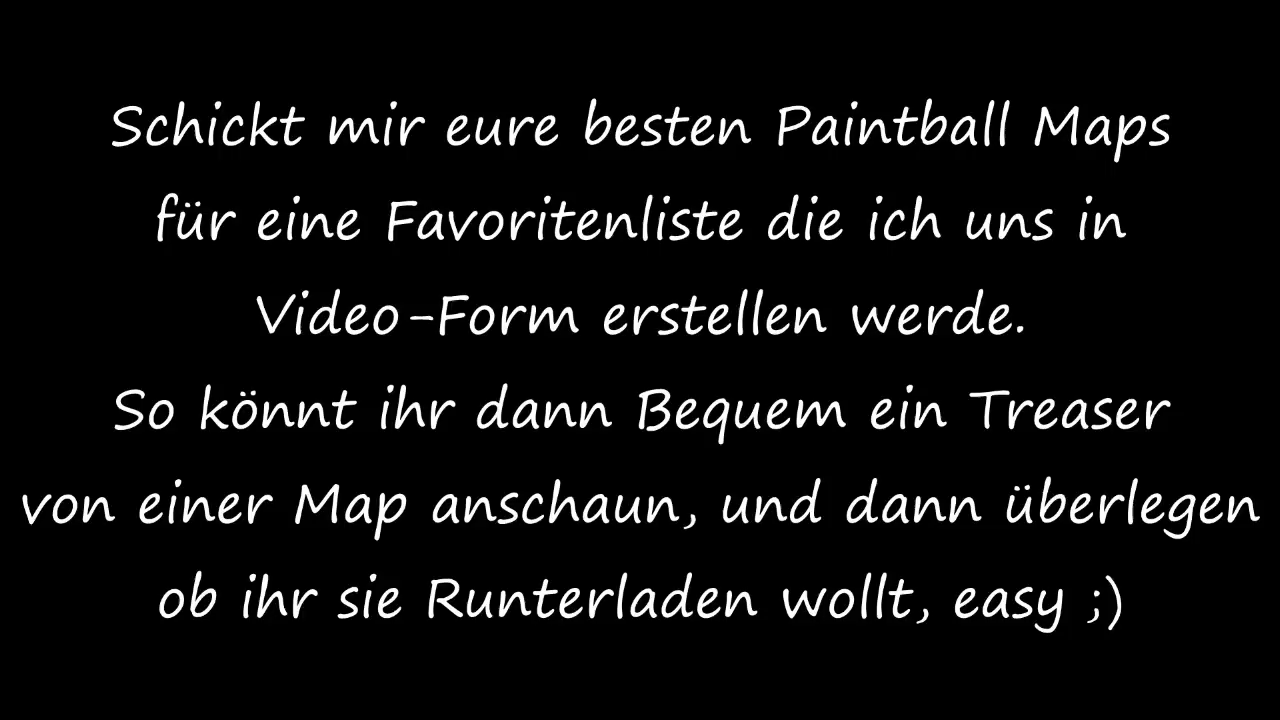 Schickt mir eure besten Paintball Maps
für eine Favoritenliste die ich uns in
Video-Form erstellen werde.
So könnt ihr dann Bequem ein Treaser
von einer Map anschaun, und dann überlegen
ob ihr sie Runterladen wollt, easy ;)